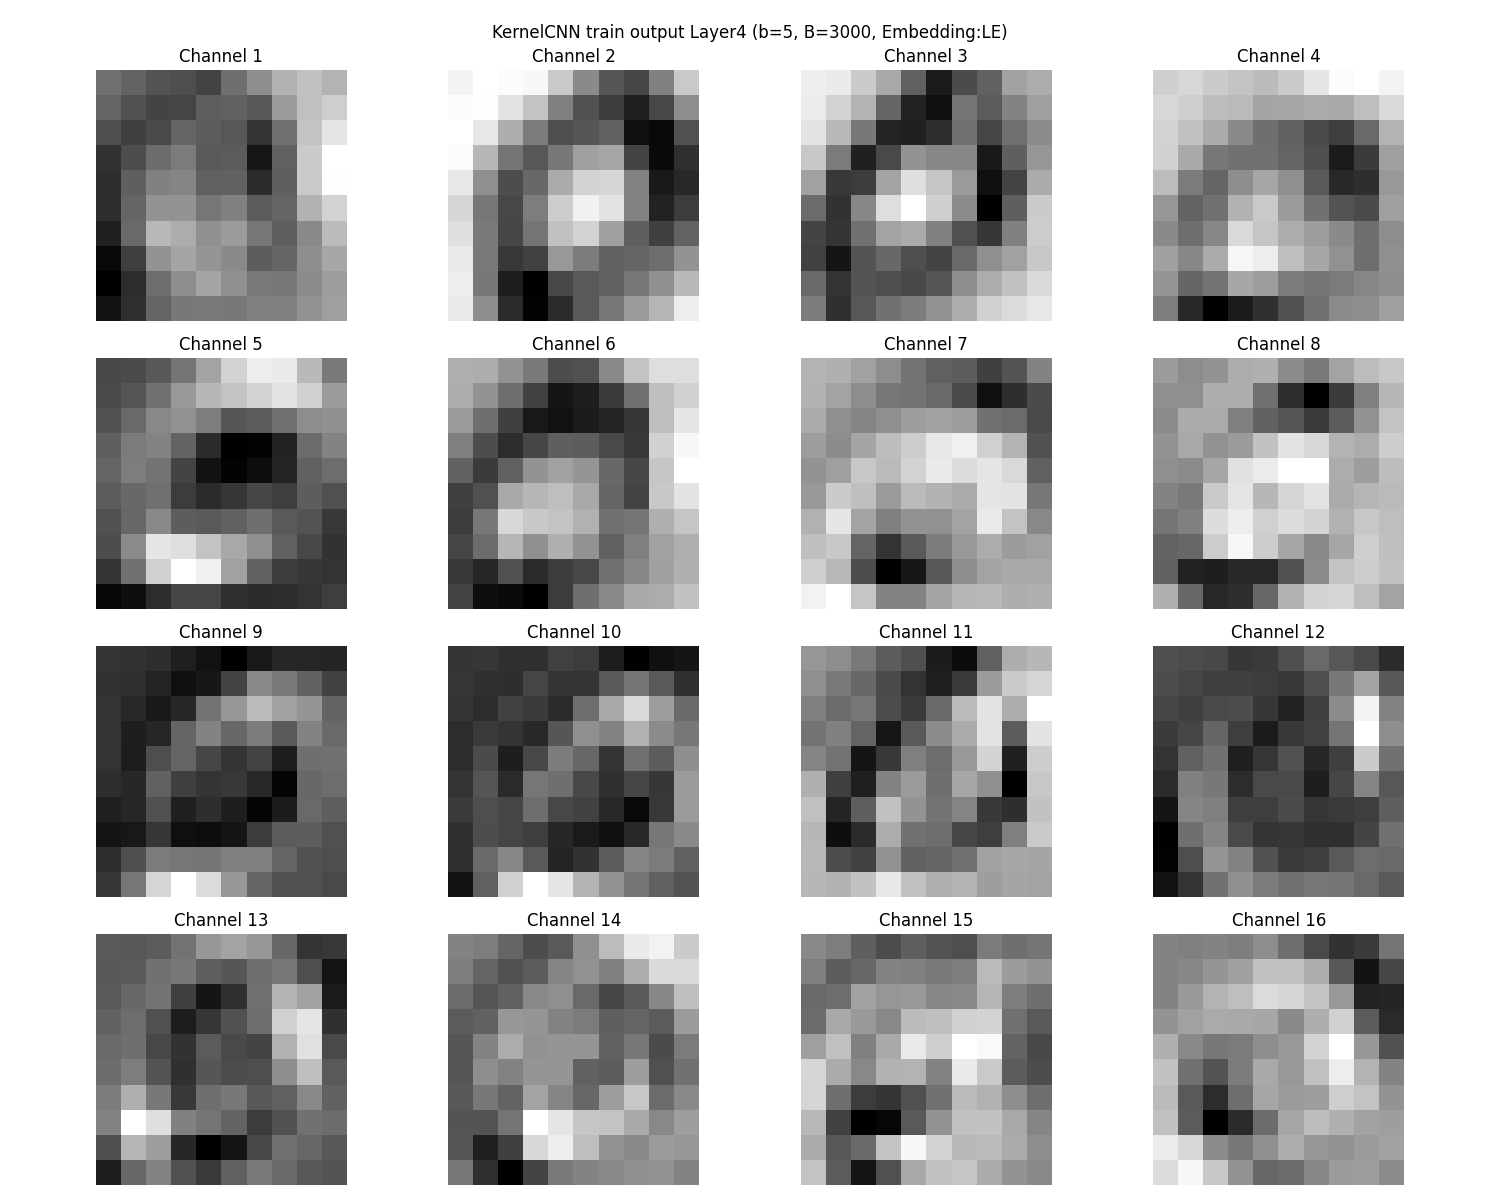 KernelCNN train output Layer4 (b=5, B=3000, Embedding:LE)
Channel 1 Channel 2 Channel 3 Channel 4
Channel 5 Channel 6 Channel 7 Channel 8
Channel 9 Channel 10 Channel 11 Channel 12
Channel 13 Channel 14 Channel 15 Channel 16